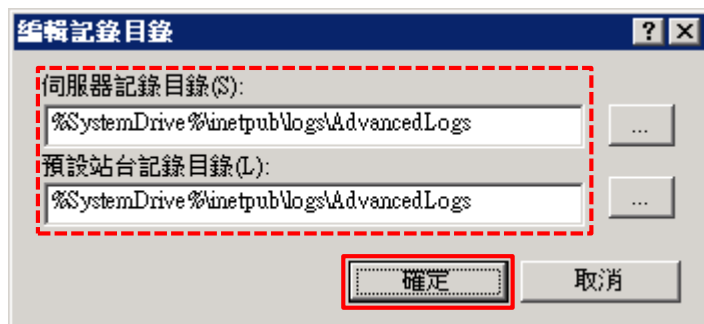 編輯記錄目錄
伺服器記錄目錄(S):
%SystemDrive%\inetpub\logs\AdvancedLogs
...
預設站台記錄目錄(L):
%SystemDrive%\inetpub\logs\AdvancedLogs
...
確定
取消